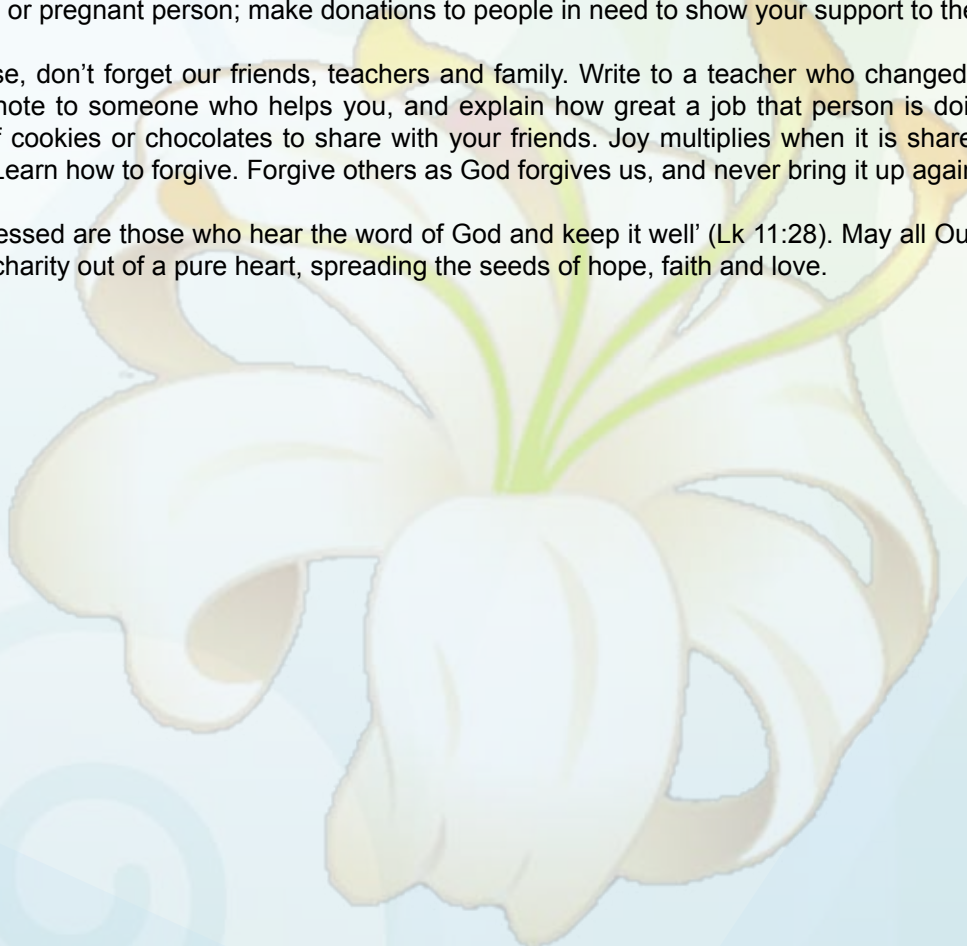 or pregnant person; make donations to people in need to show your support to the
se, don’t forget our friends, teachers and family. Write to a teacher who changed
note to someone who helps you, and explain how great a job that person is doi
f cookies or chocolates to share with your friends. Joy multiplies when it is share
Learn how to forgive. Forgive others as God forgives us, and never bring it up again
essed are those who hear the word of God and keep it well’ (Lk 11:28). May all Ou
charity out of a pure heart, spreading the seeds of hope, faith and love.